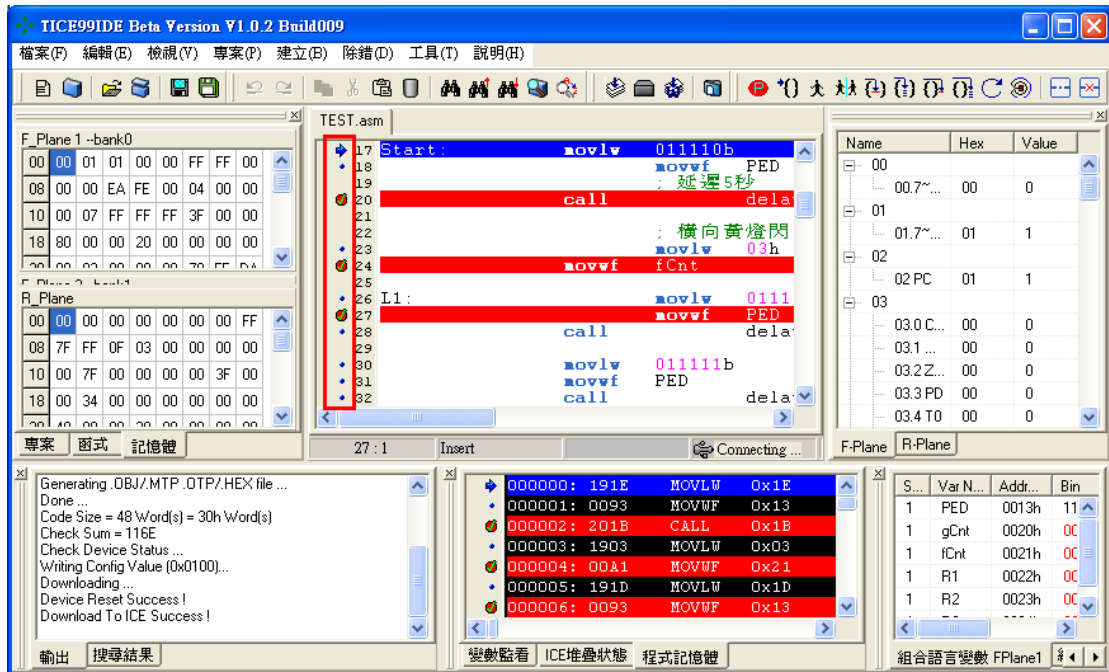 TICE99IDE Beta Version V1.0.2 Build009
檔案(F) 編輯(E) 檢視(V) 專案(P) 建立(B) 除錯(D) 工具(T) 說明(H)
F_Plane 1 --bank0
00 00 01 01 00 00 FF FF 00
08 00 00 EA FE 00 04 00 00
10 00 07 FF FF FF 3F 00 00
18 80 00 00 20 00 00 00 00
R_Plane
00 00 00 00 00 00 00 00 FF
08 7F FF 0F 03 00 00 00 00
10 00 7F 00 00 00 00 3F 00
18 00 34 00 00 00 00 00 00
專案 函式 記憶體
TEST.asm
17 Start: movlw 011110b
18 movwf PED
19 ; 延遲5秒
20 call dela
21
22 ; 橫向黃燈閃
23 movlw 03h
24 movwf fCnt
25
26 L1: movlw 0111
27 movwf PED
28 call dela
29
30 movlw 011111b
31 movwf PED
32 call dela
27 : 1 Insert Connecting ...
Name Hex Value
00
00.7~... 00 0
01
01.7~... 01 1
02
02 PC 01 1
03
03.0 C... 00 0
03.1 ... 00 0
03.2 Z... 00 0
03.3 PD 00 0
03.4 T0 00 0
F-Plane R-Plane
Generating .OBJ/.MTP .OTP/.HEX file ...
Done ...
Code Size = 48 Word(s) = 30h Word(s)
Check Sum = 116E
Check Device Status ...
Writing Config Value (0x0100)...
Downloading ...
Device Reset Success !
Download To ICE Success !
輸出 搜尋結果
000000: 191E MOVLW 0x1E
000001: 0093 MOVWF 0x13
000002: 201B CALL 0x1B
000003: 1903 MOVLW 0x03
000004: 00A1 MOVWF 0x21
000005: 191D MOVLW 0x1D
000006: 0093 MOVWF 0x13
變數監看 ICE堆疊狀態 程式記憶體
S... Var N... Addr... Bin
1 PED 0013h 11
1 gCnt 0020h 00
1 fCnt 0021h 00
1 R1 0022h 00
1 R2 0023h 00
組合語言變數 FPlane1